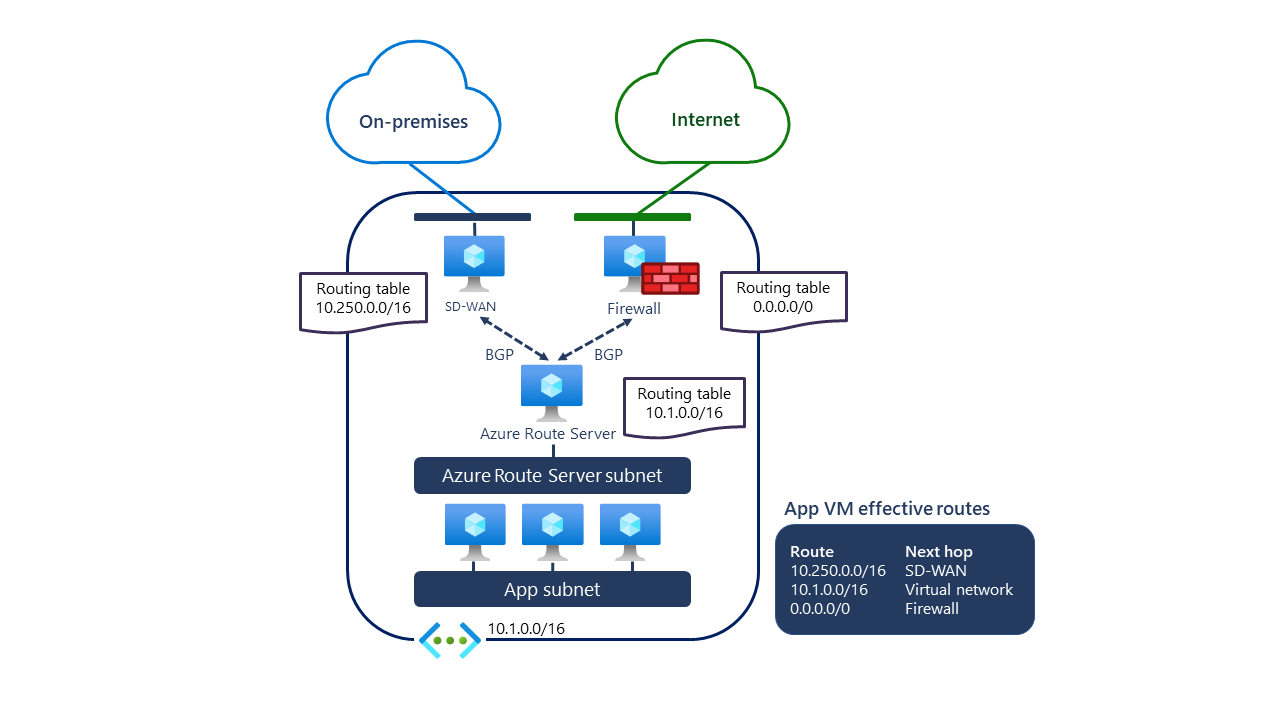 On-premises
Internet
Routing table
10.250.0.0/16
SD-WAN
Firewall
Routing table
0.0.0.0/0
BGP
BGP
Routing table
10.1.0.0/16
Azure Route Server
Azure Route Server subnet
App subnet
10.1.0.0/16
App VM effective routes
Route Next hop
10.250.0.0/16 SD-WAN
10.1.0.0/16 Virtual network
0.0.0.0/0 Firewall